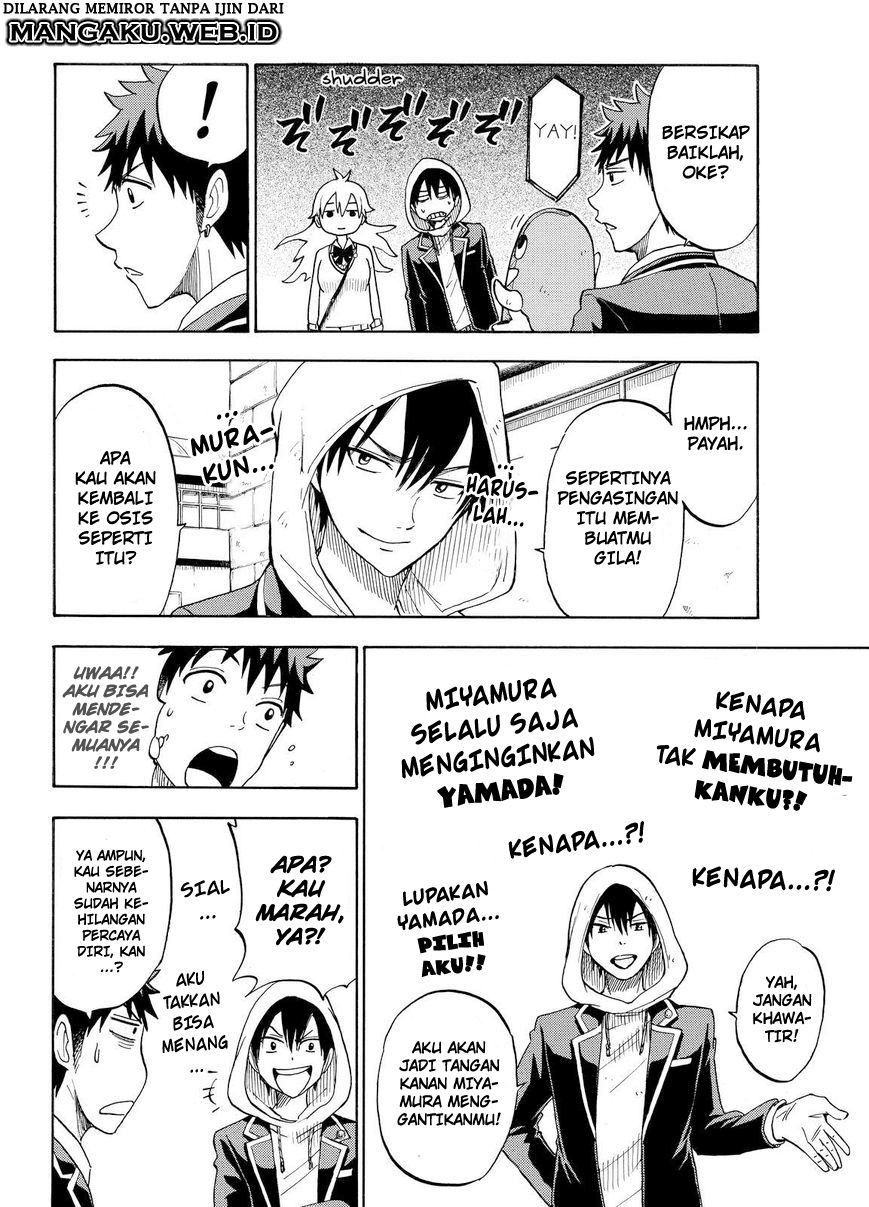 DILARANG MEMIROR TANPA IJIN DARI
MANGAKU.WEB.ID
BERSIKAP
BAIKLAH,
OKE?
YAY!
shudder
ぞぞぞぞぞ
!
HMPH...
PAYAH.
SEPERTINYA
PENGASINGAN
ITU MEM-
BUATMU
GILA!
...
HARUS-
LAH...
...
MURA-
KUN...
APA
KAU AKAN
KEMBALI
KE OSIS
SEPERTI
ITU?
KENAPA
MIYAMURA
TAK MEMBUTUH-
KANKU?!
MIYAMURA
SELALU SAJA
MENGINGINKAN
YAMADA!
KENAPA...?!
KENAPA...?!
LUPAKAN
YAMADA...
PILIH
AKU!!
YAH,
JANGAN
KHAWA-
TIR!
AKU AKAN
JADI TANGAN
KANAN MIYA-
MURA MENG-
GANTIKANMU!
UWAA!!
AKU BISA
MENDE-
NGAR SE-
MUANYA
!!!
APA?
KAU
MARAH,
YA?!
SIAL
...
AKU
TAKKAN
BISA
MENANG
...
YA AMPUN,
KAU SEBE-
NARNYA
SUDAH KE-
HILANGAN
PERCAYA
DIRI, KAN
...?